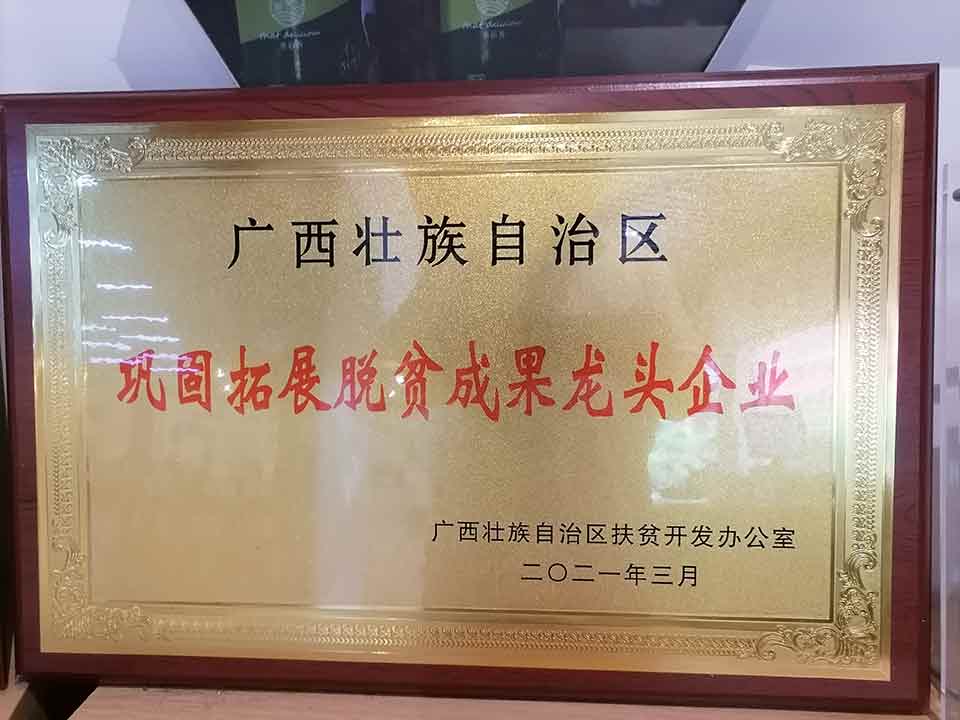 广西壮族自治区
巩固拓展脱贫成果龙头企业
广西壮族自治区扶贫开发办公室
二〇二一年三月